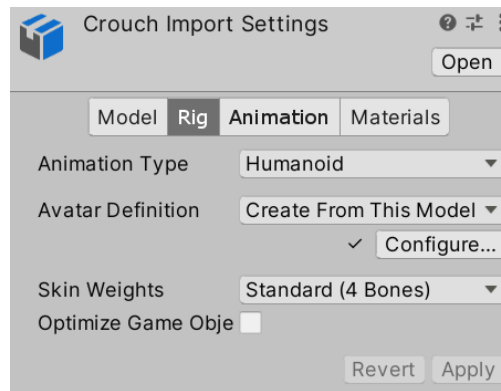 Crouch Import Settings
Open
Model Rig Animation Materials
Animation Type Humanoid
Avatar Definition Create From This Model
Configure...
Skin Weights Standard (4 Bones)
Optimize Game Obje
Revert Apply